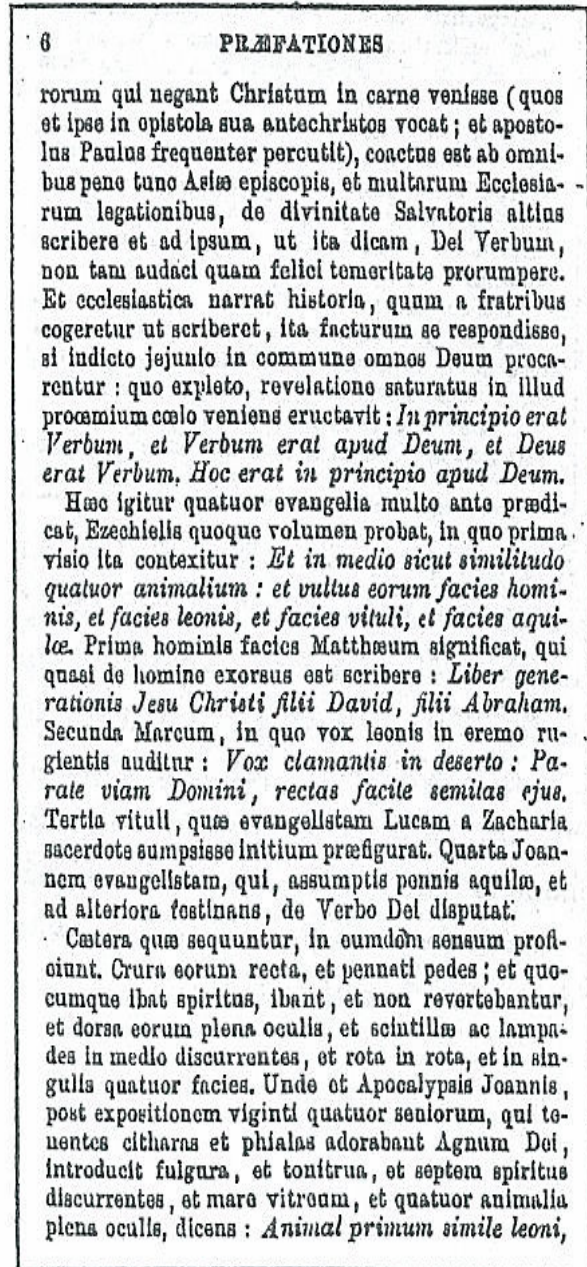 6 PRÆFATIONES
rorum qui negant Christum in carne venisse (quos
et ipse in epistola sua antechristos vocat; et aposto-
lus Paulus frequenter percutit), coactus est ab omni-
bus pene tunc Asiæ episcopis, et multarum Ecclesia-
rum legationibus, de divinitate Salvatoris altius
scribere et ad ipsum, ut ita dicam, Dei Verbum,
non tam audaci quam felici temeritate prorumpere.
Et ecclesiastica narrat historia, quum a fratribus
cogeretur ut scriberet, ita facturum se respondisse,
si indicto jejunio in commune omnes Deum preca-
rentur : quo expleto, revelatione saturatus in illud
proœmium cœlo veniens eructavit : In principio erat
Verbum, et Verbum erat apud Deum, et Deus
erat Verbum. Hoc erat in principio apud Deum.
Hæc igitur quatuor evangelia multo ante prædi-
cat, Ezechielis quoque volumen probat, in quo prima
visio ita contexitur : Et in medio sicut similitudo
quatuor animalium : et vultus eorum facies homi-
nis, et facies leonis, et facies vituli, et facies aqui-
læ. Prima hominis facies Matthæum significat, qui
quasi de homine exorsus est scribere : Liber gene-
rationis Jesu Christi filii David, filii Abraham.
Secunda Marcum, in quo vox leonis in eremo ru-
gientis auditur : Vox clamantis in deserto : Pa-
rate viam Domini, rectas facite semitas ejus.
Tertia vituli, quæ evangelistam Lucam a Zacharia
sacerdote sumpsisse initium præfigurat. Quarta Joan-
nem evangelistam, qui, assumptis pennis aquilæ, et
ad alteriora festinans, de Verbo Dei disputat.
Cætera quæ sequuntur, in eumdem sensum profi-
ciunt. Crura eorum recta, et pennati pedes ; et quo-
cumque ibat spiritus, ibant, et non revertebantur,
et dorsa eorum plena oculis, et scintillæ ac lampa-
des in medio discurrentes, et rota in rota, et in sin-
gulis quatuor facies. Unde et Apocalypsis Joannis,
post expositionem viginti quatuor seniorum, qui te-
nentes citharas et phialas adorabant Agnum Dei,
introducit fulgura, et tonitrua, et septem spiritus
discurrentes, et mare vitreum, et quatuor animalia
plena oculis, dicens : Animal primum simile leoni,